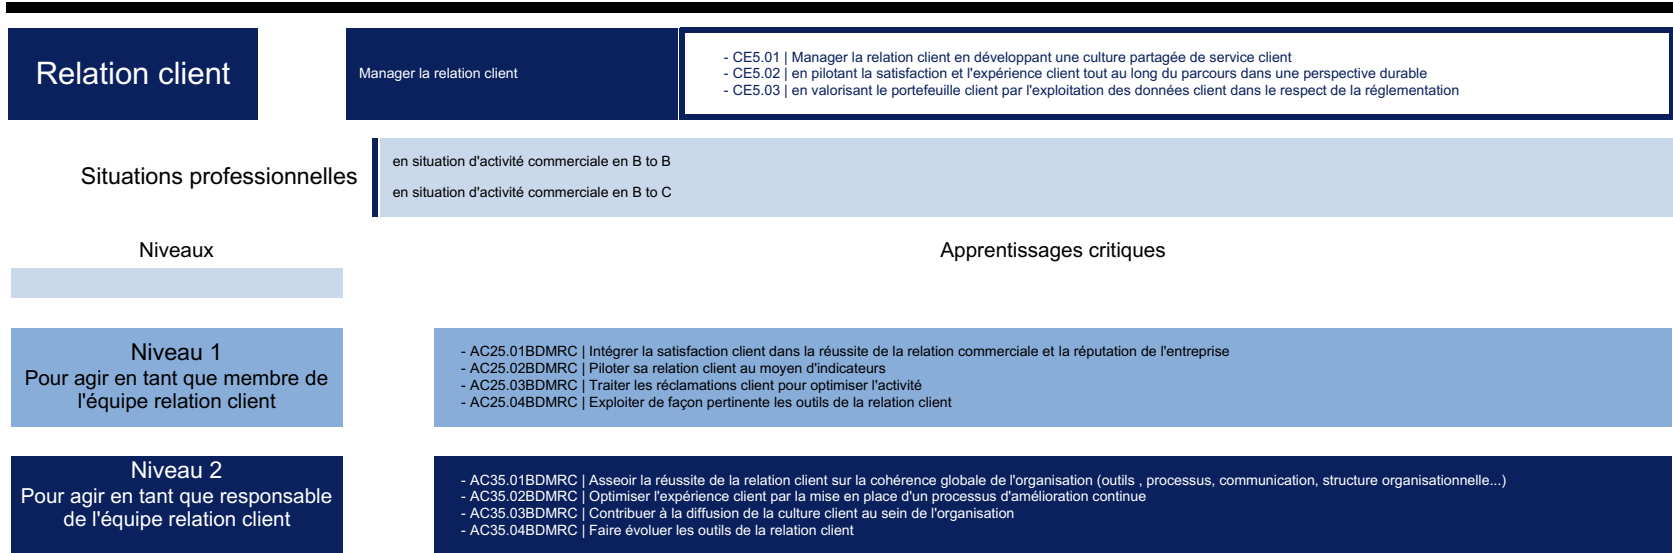 Relation client
Manager la relation client
- CE5.01 | Manager la relation client en développant une culture partagée de service client
- CE5.02 | en pilotant la satisfaction et l'expérience client tout au long du parcours dans une perspective durable
- CE5.03 | en valorisant le portefeuille client par l'exploitation des données client dans le respect de la réglementation
Situations professionnelles
en situation d'activité commerciale en B to B
en situation d'activité commerciale en B to C
Niveaux
Apprentissages critiques
Niveau 1
Pour agir en tant que membre de
l'équipe relation client
- AC25.01BDMRC | Intégrer la satisfaction client dans la réussite de la relation commerciale et la réputation de l'entreprise
- AC25.02BDMRC | Piloter sa relation client au moyen d'indicateurs
- AC25.03BDMRC | Traiter les réclamations client pour optimiser l'activité
- AC25.04BDMRC | Exploiter de façon pertinente les outils de la relation client
Niveau 2
Pour agir en tant que responsable
de l'équipe relation client
- AC35.01BDMRC | Asseoir la réussite de la relation client sur la cohérence globale de l'organisation (outils , processus, communication, structure organisationnelle...)
- AC35.02BDMRC | Optimiser l'expérience client par la mise en place d'un processus d'amélioration continue
- AC35.03BDMRC | Contribuer à la diffusion de la culture client au sein de l'organisation
- AC35.04BDMRC | Faire évoluer les outils de la relation client